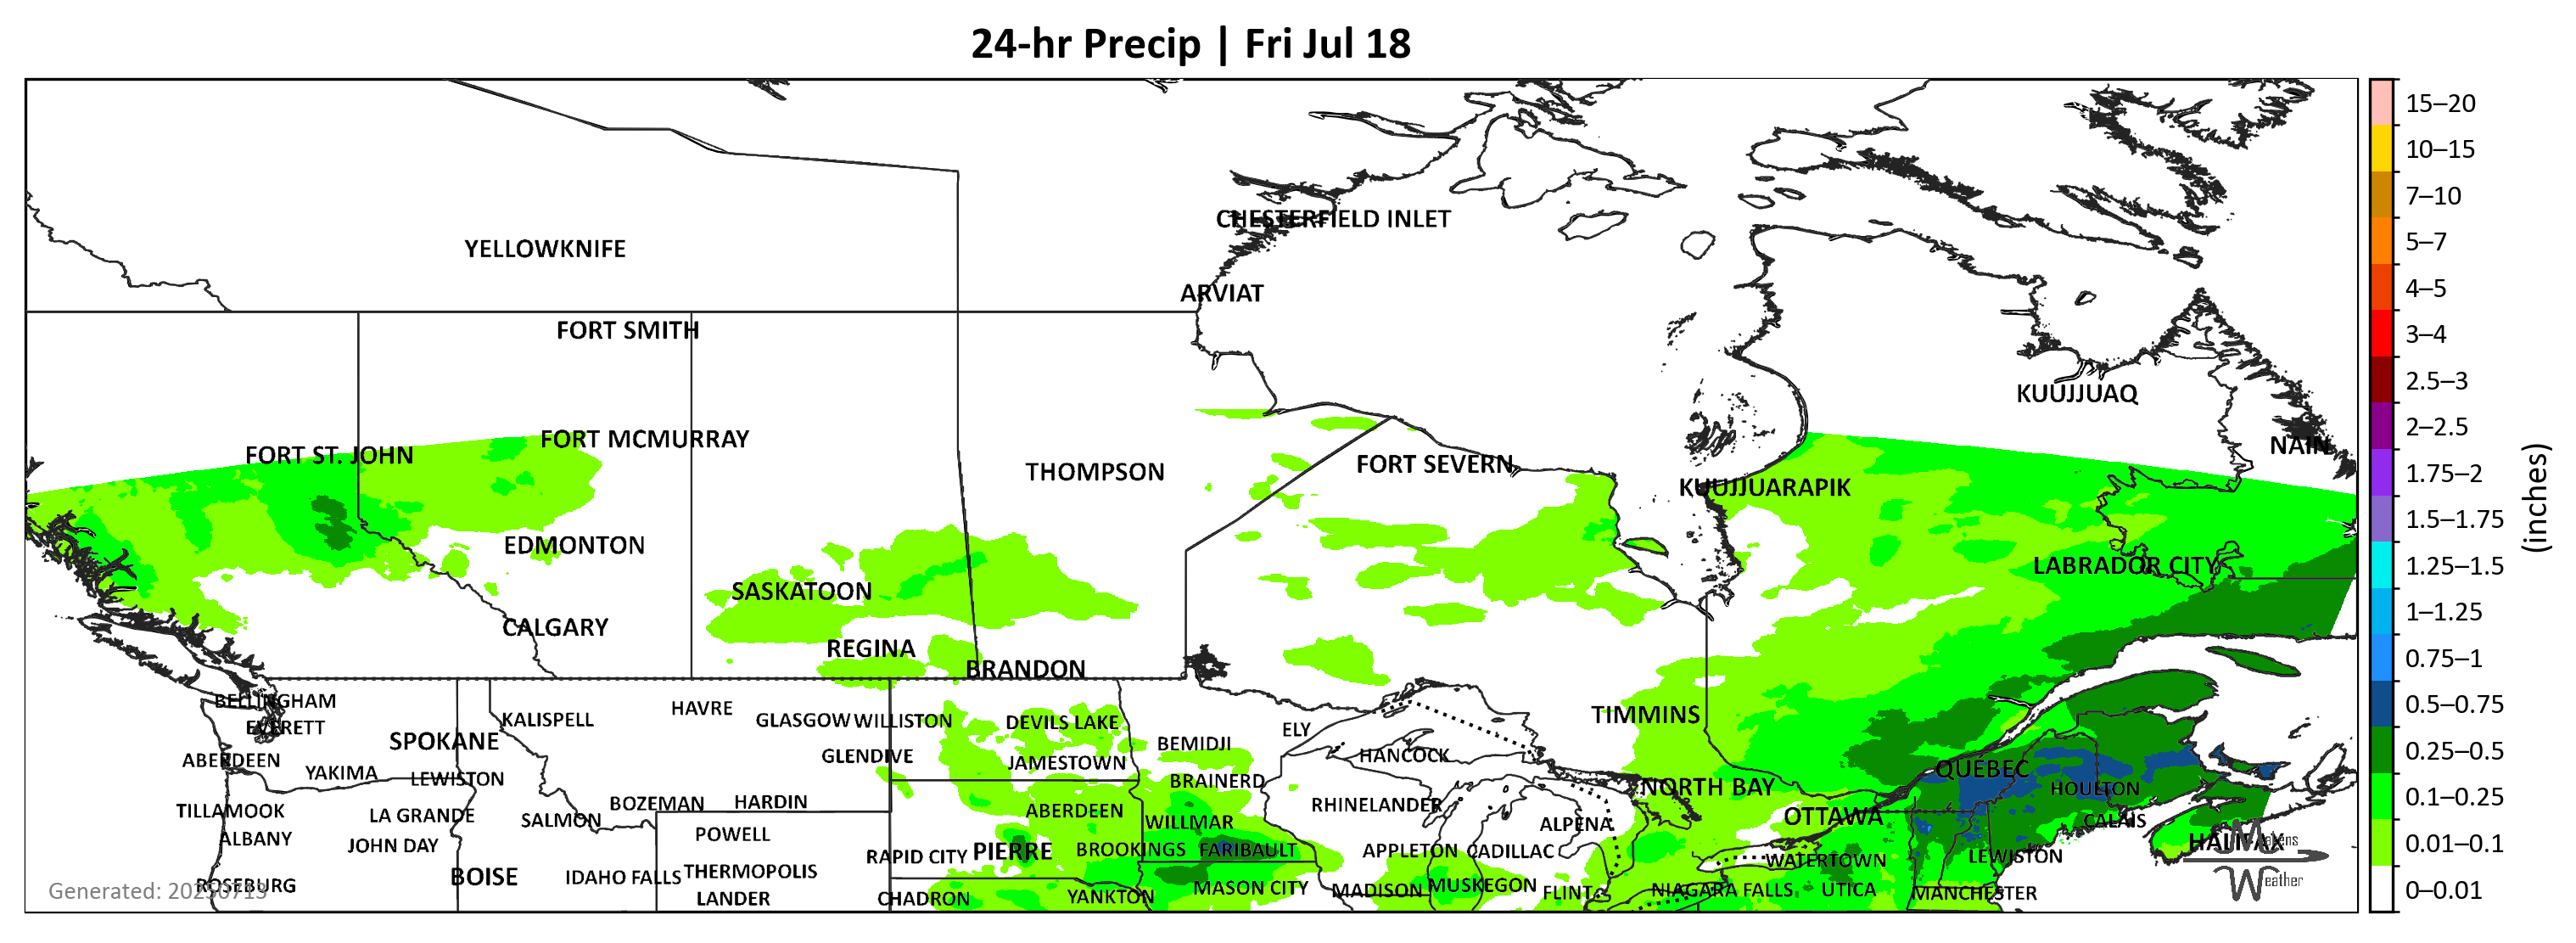 24-hr Precip | Fri Jul 18
CHESTERFIELD INLET
YELLOWKNIFE
ARVIAT
FORT SMITH
KUUJJUAQ
FORT MCMURRAY
NAIN
FORT ST. JOHN
FORT SEVERN
THOMPSON
KUUJJUARAPIK
EDMONTON
LABRADOR CITY
SASKATOON
CALGARY
REGINA
BRANDON
BELLINGHAM
HAVRE
TIMMINS
KALISPELL
GLASGOW
WILLISTON
DEVILS LAKE
EVERETT
ELY
SPOKANE
BEMIDJI
HANCOCK
GLENDIVE
ABERDEEN
JAMESTOWN
QUÉBEC
YAKIMA
LEWISTON
BRAINERD
NORTH BAY
HOULTON
BOZEMAN
HARDIN
RHINELANDER
TILLAMOOK
ABERDEEN
LA GRANDE
OTTAWA
SALMON
WILLMAR
CALAIS
ALPENA
POWELL
ALBANY
HALIFAX
JOHN DAY
PIERRE
BROOKINGS
FARIBAULT
APPLETON
CADILLAC
RAPID CITY
LEWISTON
WATERTOWN
THERMOPOLIS
BOISE
IDAHO FALLS
MUSKEGON
ROSEBURG
MASON CITY
MADISON
NIAGARA FALLS
UTICA
FLINT
MANCHESTER
LANDER
CHADRON
YANKTON
Generated: 20250713
Weather
15–20
10–15
7–10
5–7
4–5
3–4
2.5–3
2–2.5
1.75–2
1.5–1.75
1.25–1.5
1–1.25
0.75–1
0.5–0.75
0.25–0.5
0.1–0.25
0.01–0.1
0–0.01
(inches)